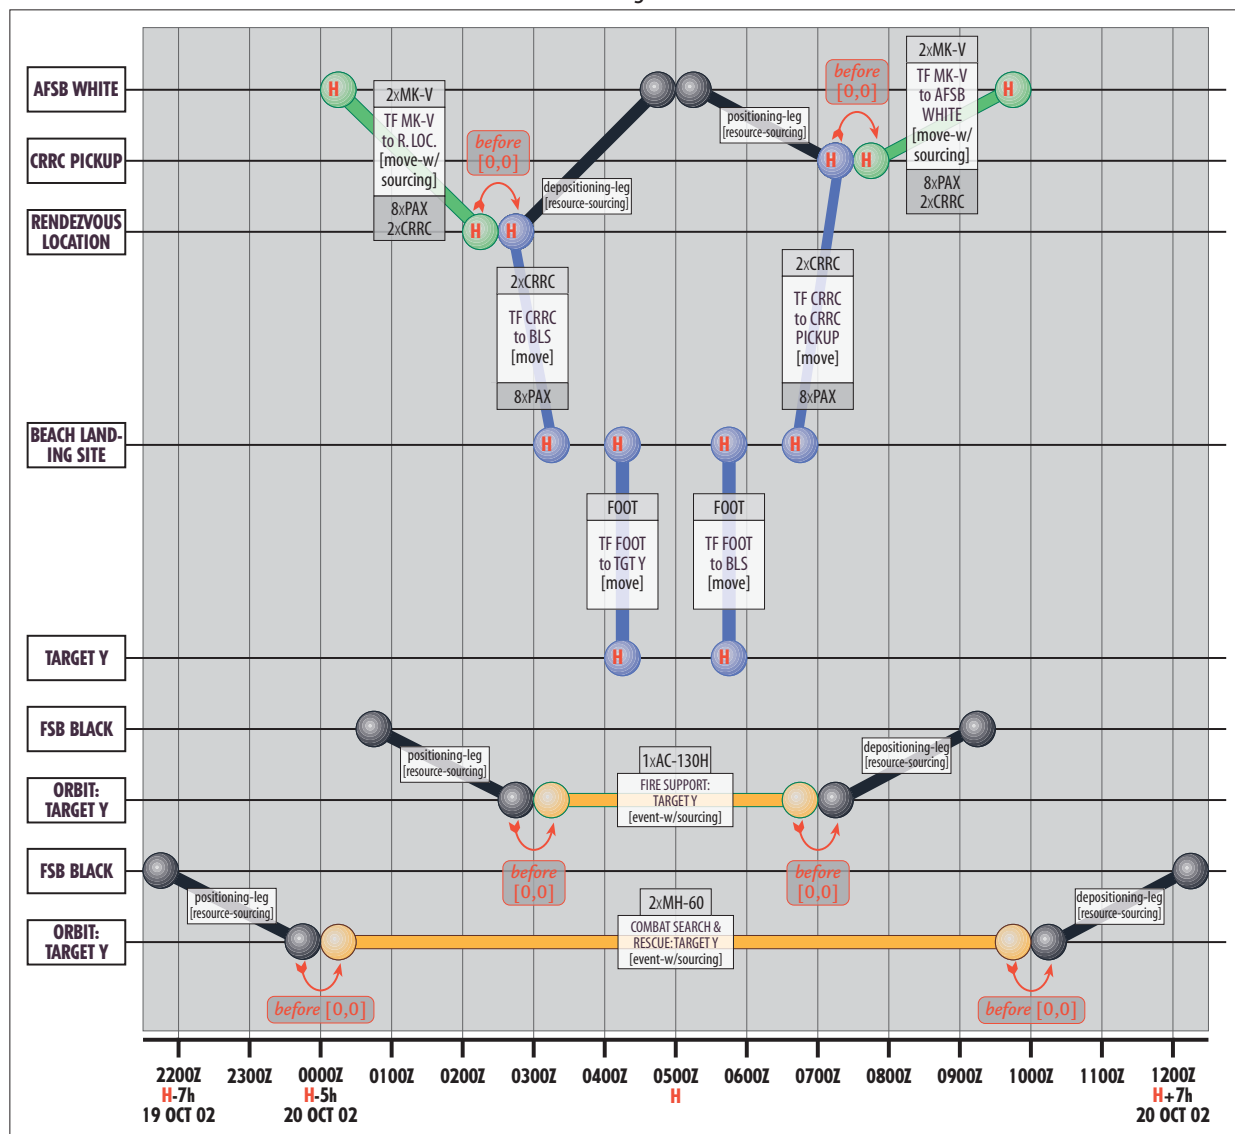 AFSB WHITE
H
2xMK-V
TF MK-V
to R. LOC.
[move-w/
sourcing]
8xPAX
2xCRRC
before
[0,0]
positioning-leg
[resource-sourcing]
before
[0,0]
2xMK-V
TF MK-V
to AFSB
WHITE
[move-w/
sourcing]
8xPAX
2xCRRC
H
CRRC PICKUP
H
H
depositioning-leg
[resource-sourcing]
RENDEZVOUS
LOCATION
H
H
2xCRRC
TF CRRC
to BLS
[move]
8xPAX
2xCRRC
TF CRRC
to CRRC
PICKUP
[move]
8xPAX
BEACH LAND-
ING SITE
H
H
H
H
FOOT
TF FOOT
to TGT Y
[move]
FOOT
TF FOOT
to BLS
[move]
TARGET Y
H
H
FSB BLACK
positioning-leg
[resource-sourcing]
1xAC-130H
depositioning-leg
[resource-sourcing]
ORBIT:
TARGET Y
FIRE SUPPORT:
TARGET Y
[event-w/sourcing]
before
[0,0]
before
[0,0]
FSB BLACK
positioning-leg
[resource-sourcing]
2xMH-60
depositioning-leg
[resource-sourcing]
ORBIT:
TARGET Y
COMBAT SEARCH &
RESCUE:TARGET Y
[event-w/sourcing]
before [0,0]
before [0,0]
2200Z 2300Z 0000Z 0100Z 0200Z 0300Z 0400Z 0500Z 0600Z 0700Z 0800Z 0900Z 1000Z 1100Z 1200Z
H-7h H-5h H H+7h
19 OCT 02 20 OCT 02 20 OCT 02